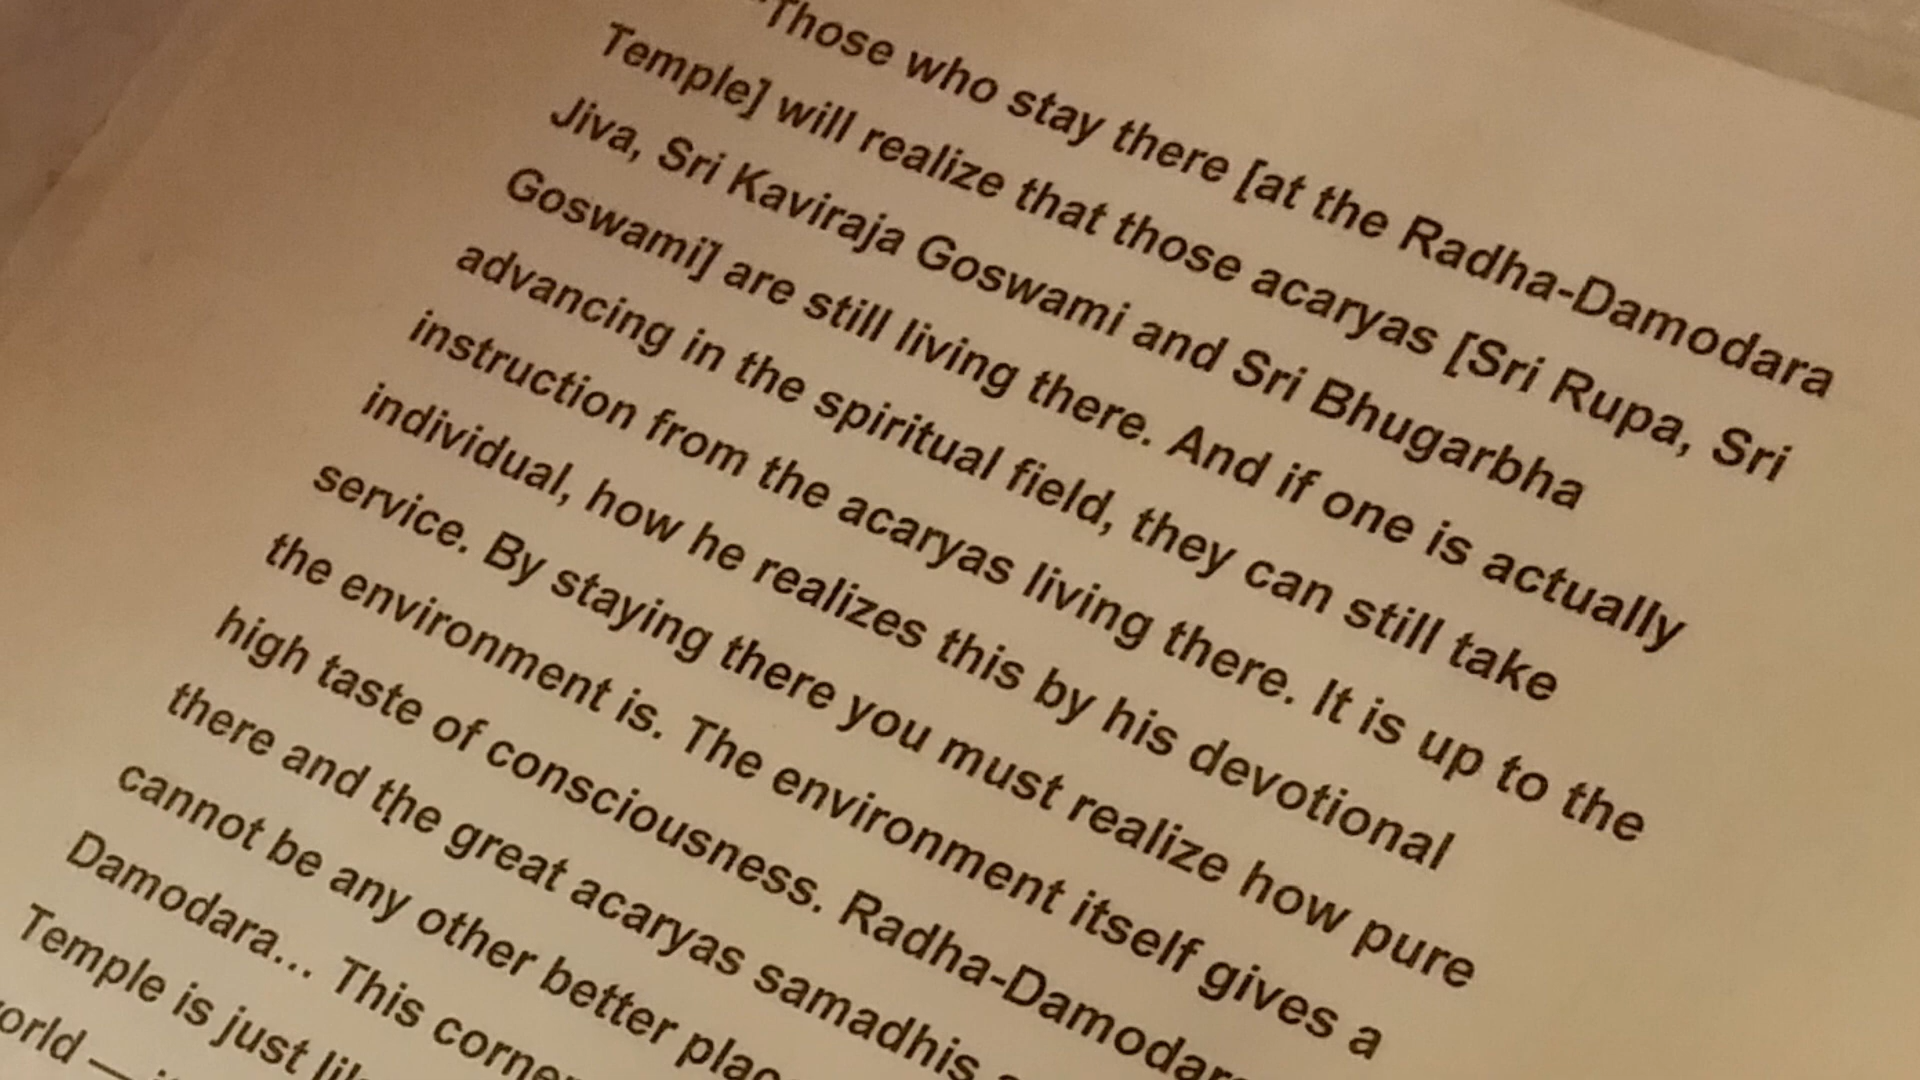 "Those who stay there [at the Radha-Damodara
Temple] will realize that those acaryas [Sri Rupa, Sri
Jiva, Sri Kaviraja Goswami and Sri Bhugarbha
Goswami] are still living there. And if one is actually
advancing in the spiritual field, they can still take
instruction from the acaryas living there. It is up to the
individual, how he realizes this by his devotional
service. By staying there you must realize how pure
the environment is. The environment itself gives a
high taste of consciousness. Radha-Damodara
there and the great acaryas samadhis
cannot be any other better place
Damodara... This corner
Temple is just